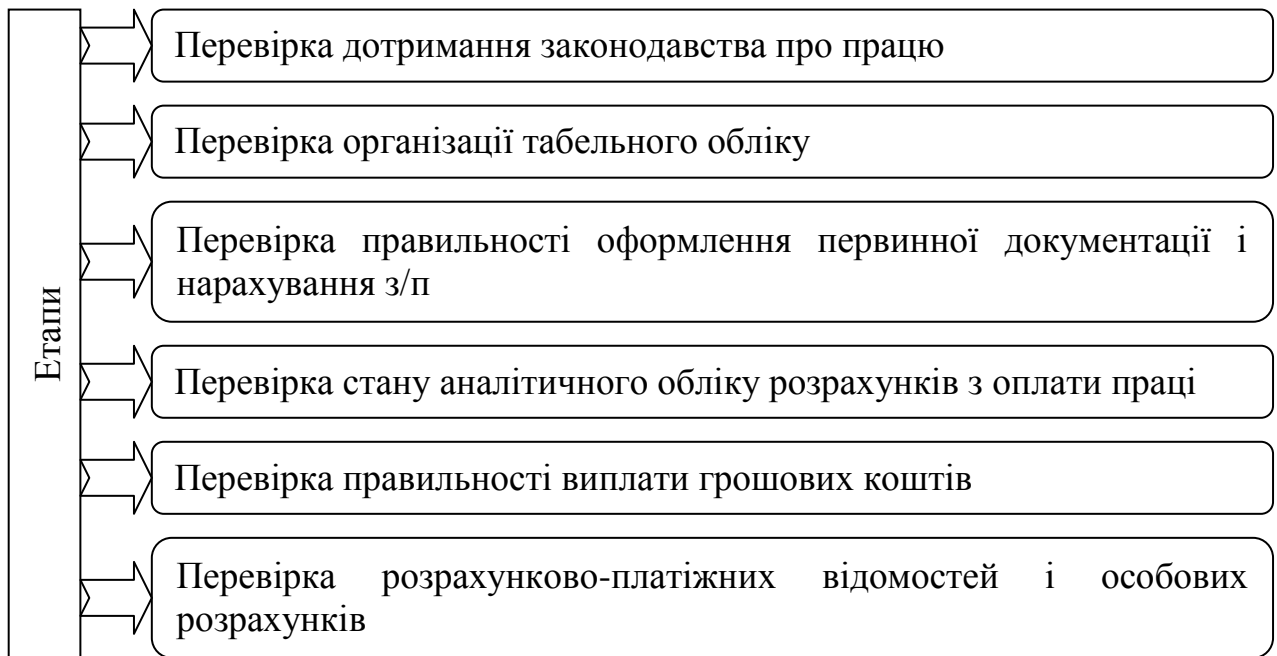 Етапи
Перевірка дотримання законодавства про працю
Перевірка організації табельного обліку
Перевірка правильності оформлення первинної документації і
нарахування з/п
Перевірка стану аналітичного обліку розрахунків з оплати праці
Перевірка правильності виплати грошових коштів
Перевірка розрахунково-платіжних відомостей і особових
розрахунків